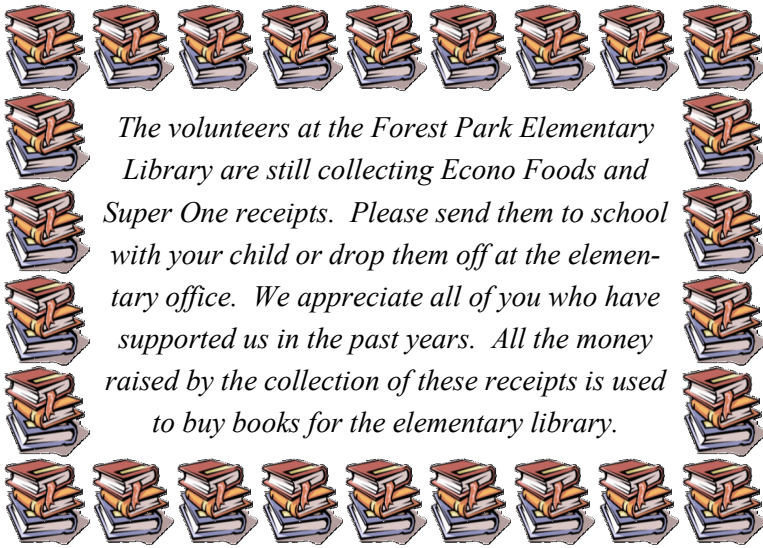 The volunteers at the Forest Park Elementary
Library are still collecting Econo Foods and
Super One receipts.  Please send them to school
with your child or drop them off at the elemen-
tary office.  We appreciate all of you who have
supported us in the past years.  All the money
raised by the collection of these receipts is used
to buy books for the elementary library.